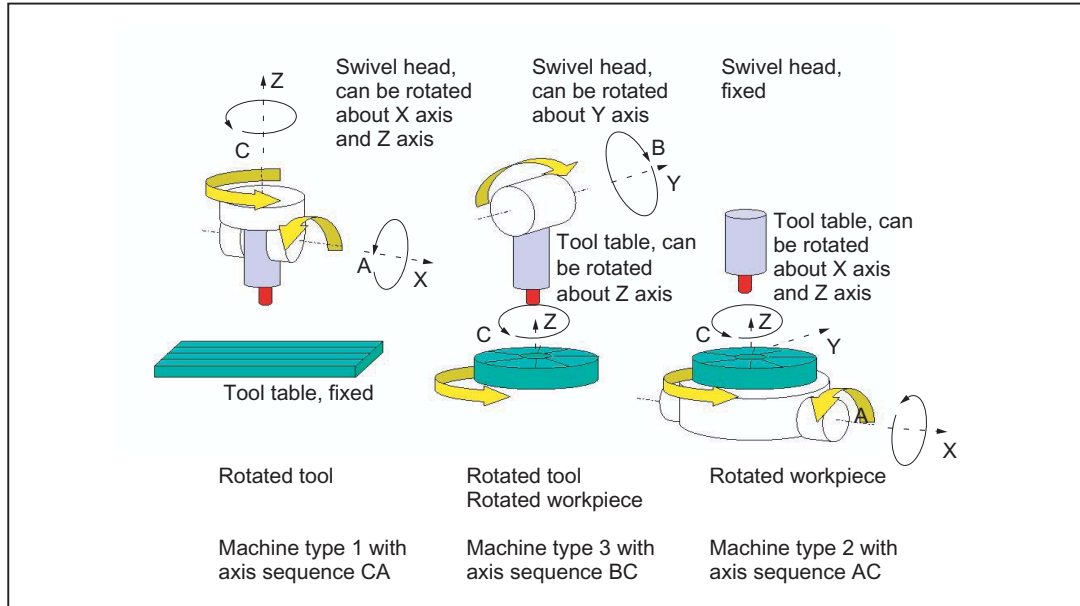 Swivel head,
can be rotated
about X axis
and Z axis
Swivel head,
can be rotated
about Y axis
Swivel head,
fixed
Z
C
A
X
Tool table, fixed
B
Y
Tool table, can
be rotated
about Z axis
C
Z
Tool table, can
be rotated
about X axis
and Z axis
C
Z
Y
A
X
Rotated tool
Rotated tool
Rotated workpiece
Rotated workpiece
Machine type 1 with
axis sequence CA
Machine type 3 with
axis sequence BC
Machine type 2 with
axis sequence AC